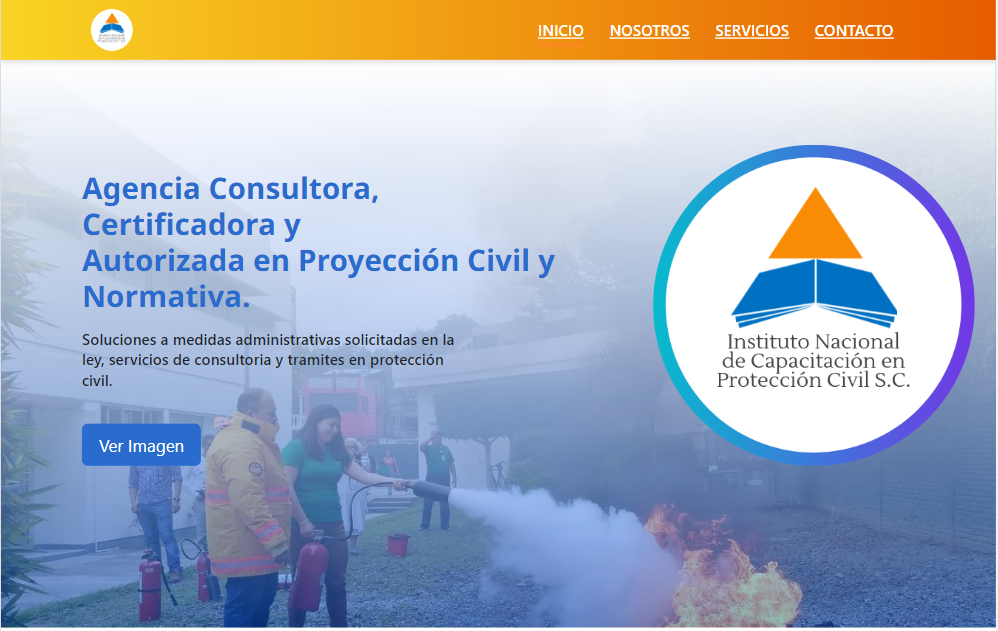 INICIO NOSOTROS SERVICIOS CONTACTO
Agencia Consultora,
Certificadora y
Autorizada en Proyección Civil y
Normativa.
Soluciones a medidas administrativas solicitadas en la
ley, servicios de consultoria y tramites en protección
civil.
Ver Imagen
Instituto Nacional
de Capacitación en
Protección Civil S.C.